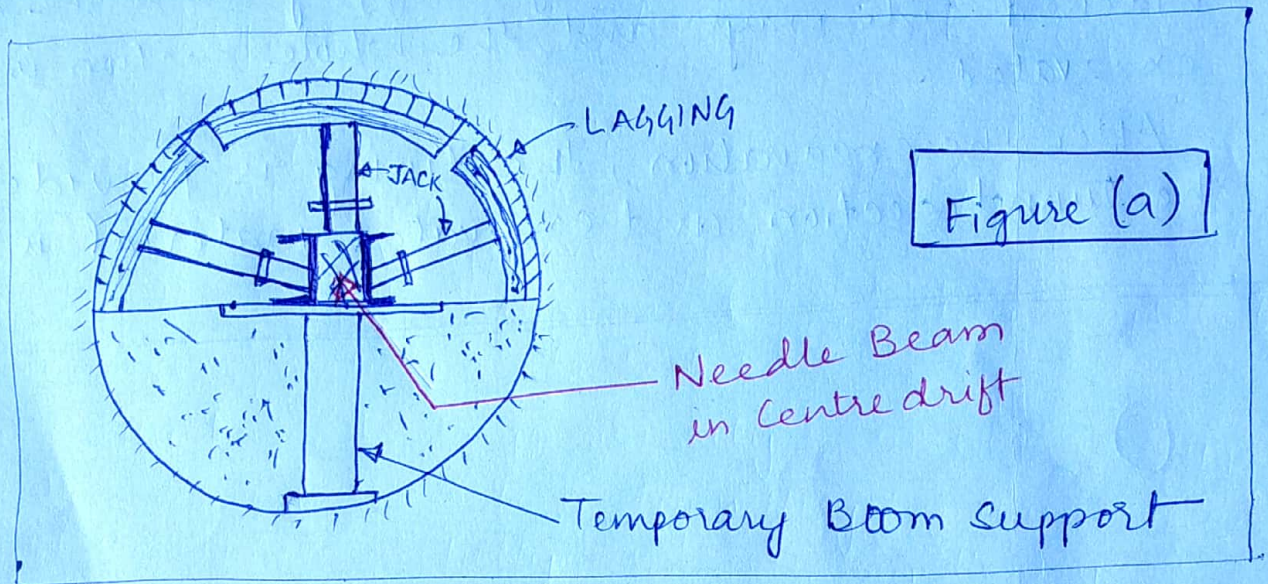 LAGGING
JACK
Figure (a)
Needle Beam
in Centre drift
Temporary Boom Support